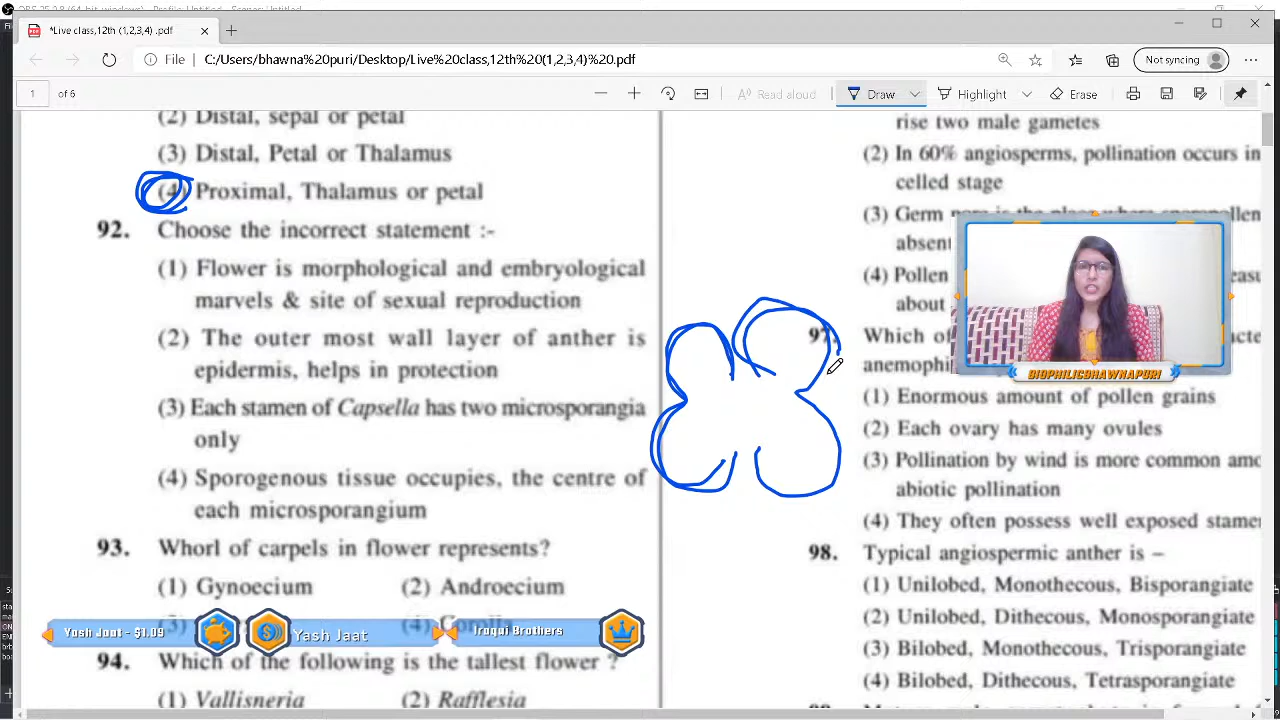 *Live class,12th (1,2,3,4) .pdf
File
C:/Users/bhawna%20puri/Desktop/Live%20class,12th%20(1,2,3,4)%20.pdf
Not syncing
1 of 6
Read aloud
Draw
Highlight
Erase
(2) Distal, sepal or petal
(3) Distal, Petal or Thalamus
(4) Proximal, Thalamus or petal
92. Choose the incorrect statement :-
(1) Flower is morphological and embryological
marvels & site of sexual reproduction
(2) The outer most wall layer of anther is
epidermis, helps in protection
(3) Each stamen of Capsella has two microsporangia
only
(4) Sporogenous tissue occupies, the centre of
each microsporangium
93. Whorl of carpels in flower represents?
(1) Gynoecium (2) Androecium
(4) Corolla
94. Which of the following is the tallest flower ?
(1) Vallisneria (2) Rafflesia
rise two male gametes
(2) In 60% angiosperms, pollination occurs in
celled stage
(3) Germ
absent
(4) Pollen
about
97. Which of
anemophi
(1) Enormous amount of pollen grains
(2) Each ovary has many ovules
(3) Pollination by wind is more common amo
abiotic pollination
(4) They often possess well exposed stame
98. Typical angiospermic anther is –
(1) Unilobed, Monothecous, Bisporangiate
(2) Unilobed, Dithecous, Monosporangiate
(3) Bilobed, Monothecous, Trisporangiate
(4) Bilobed, Dithecous, Tetrasporangiate
BIOPHILICBHAWNAPURI
Yash Jaat - $1.09
Yash Jaat
Iraqui Brothers